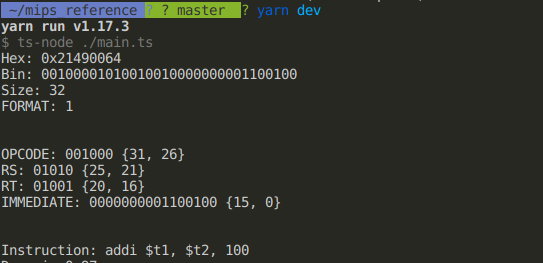 ~/mips reference ? ? master ? yarn dev
yarn run v1.17.3
$ ts-node ./main.ts
Hex: 0x21490064
Bin: 00100001010010010000000001100100
Size: 32
FORMAT: 1
OPCODE: 001000 {31, 26}
RS: 01010 {25, 21}
RT: 01001 {20, 16}
IMMEDIATE: 0000000001100100 {15, 0}
Instruction: addi $t1, $t2, 100